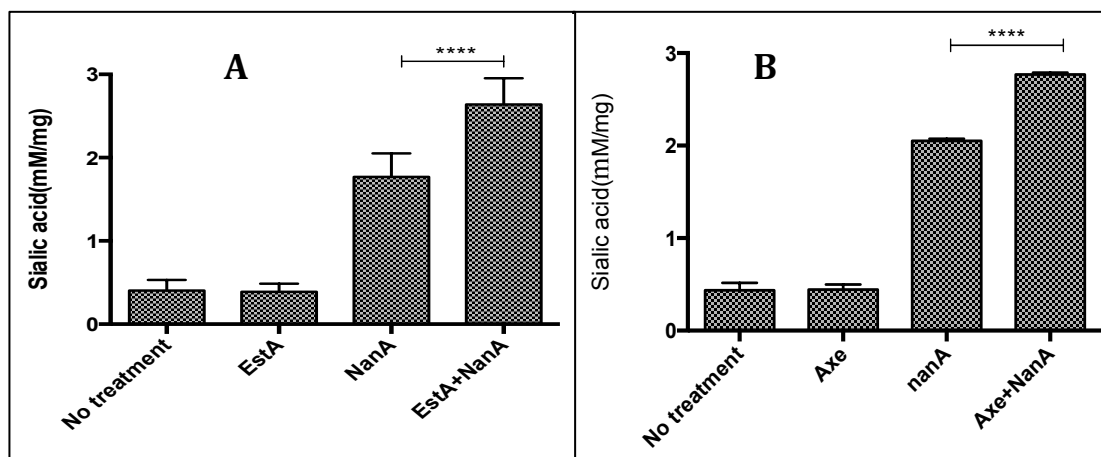 A
****
Sialic acid(mM/mg)
3
2
1
0
No treatment
EstA
NanA
EstA+NanA
B
****
Sialic acid(mM/mg)
3
2
1
0
No treatment
Axe
nanA
Axe+NanA